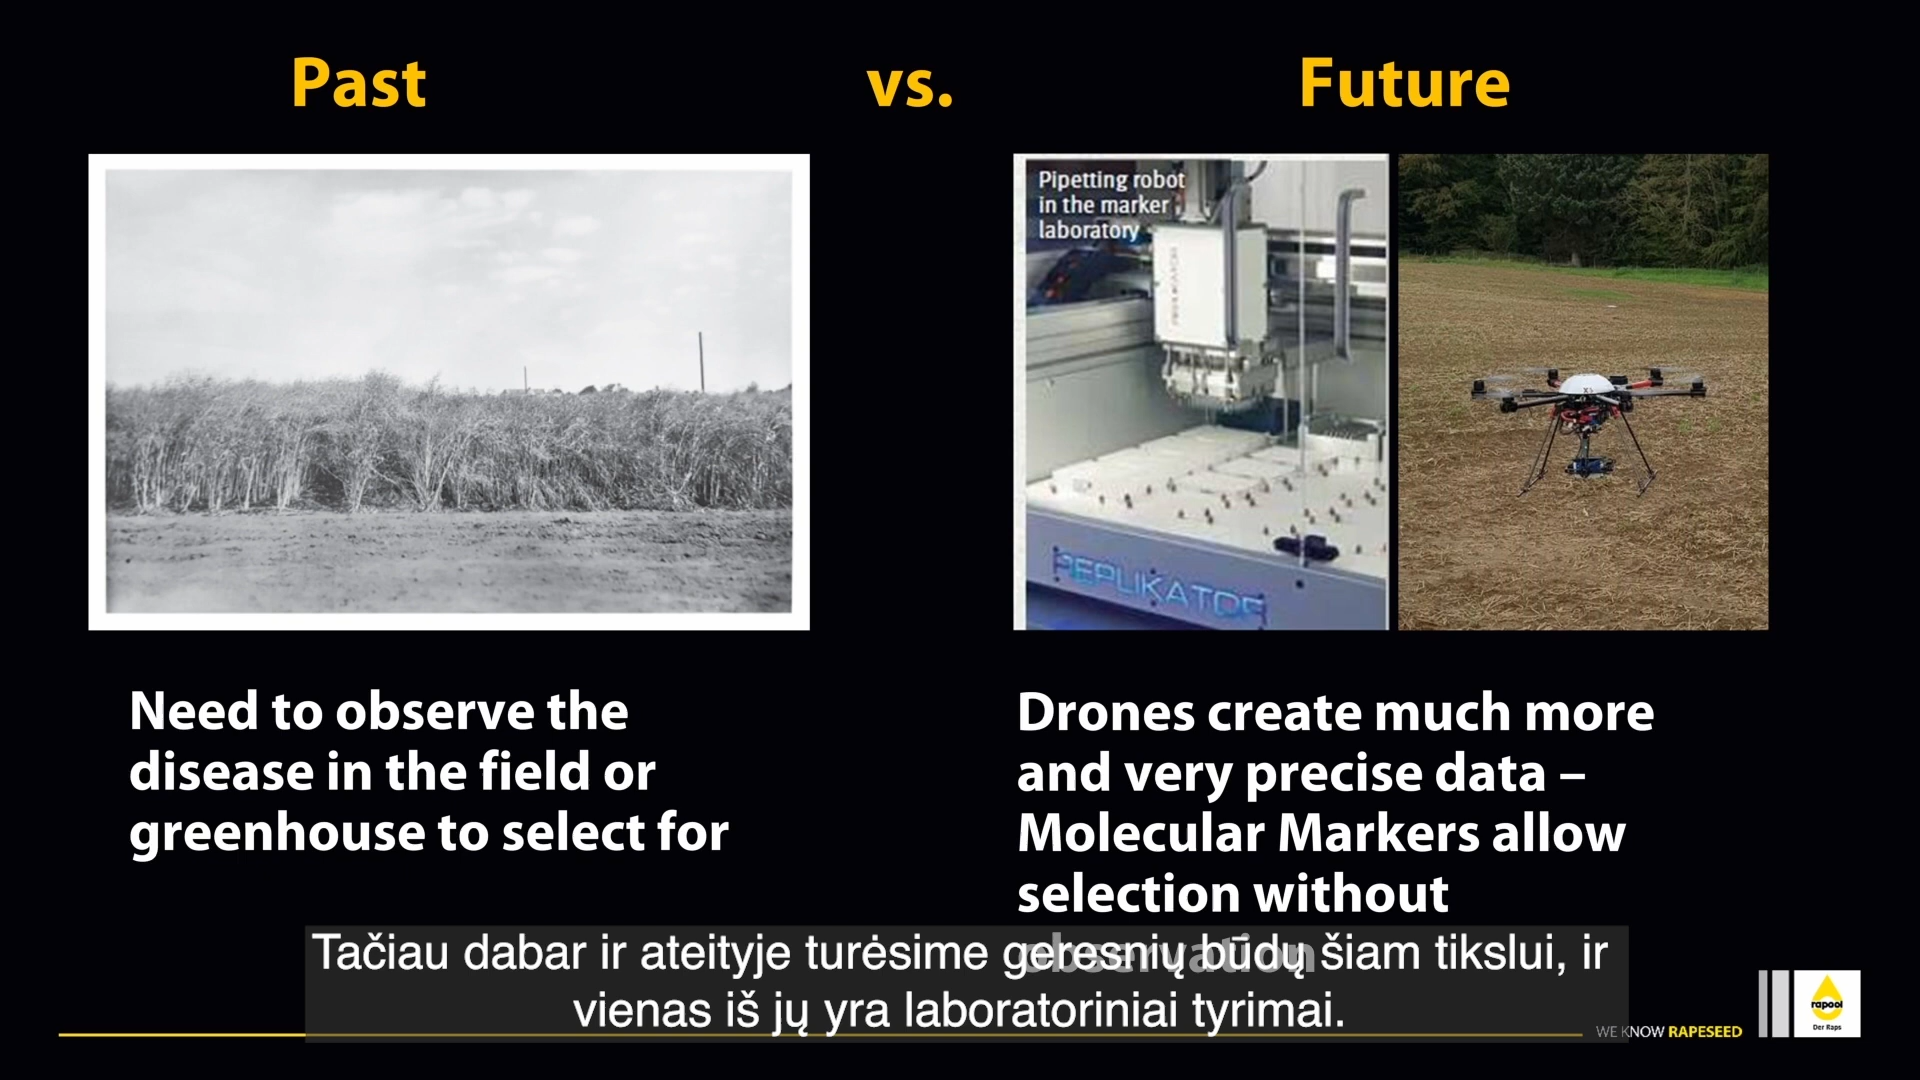 Past
vs.
Future
Pipetting robot
in the marker
laboratory
REPLIKATOR
Need to observe the
disease in the field or
greenhouse to select for
Drones create much more
and very precise data –
Molecular Markers allow
selection without
observation
Tačiau dabar ir ateityje turėsime geresnių būdų šiam tikslui, ir
vienas iš jų yra laboratoriniai tyrimai.
WE KNOW RAPESEED
rapool
Der Raps